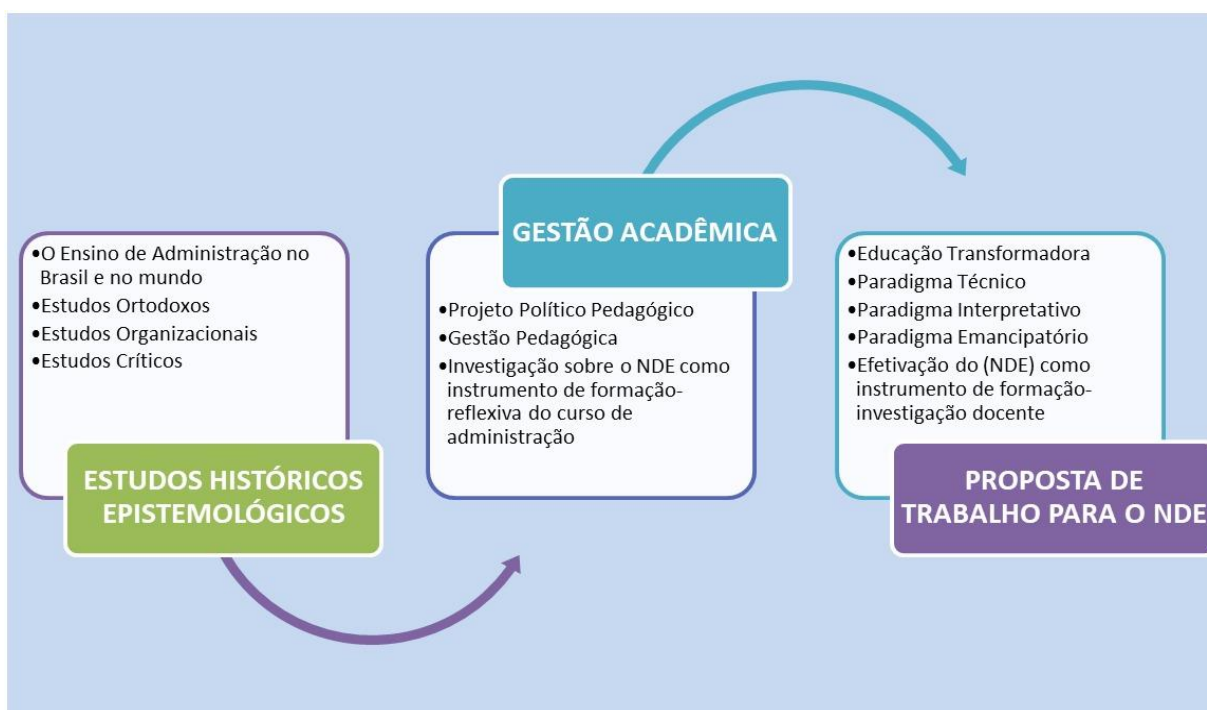 •O Ensino de Administração no
Brasil e no mundo
•Estudos Ortodoxos
•Estudos Organizacionais
•Estudos Críticos
ESTUDOS HISTÓRICOS
EPISTEMOLÓGICOS
GESTÃO ACADÊMICA
•Projeto Político Pedagógico
•Gestão Pedagógica
•Investigação sobre o NDE como
instrumento de formação-
reflexiva do curso de
administração
•Educação Transformadora
•Paradigma Técnico
•Paradigma Interpretativo
•Paradigma Emancipatório
•Efetivação do (NDE) como
instrumento de formação-
investigação docente
PROPOSTA DE
TRABALHO PARA O NDE